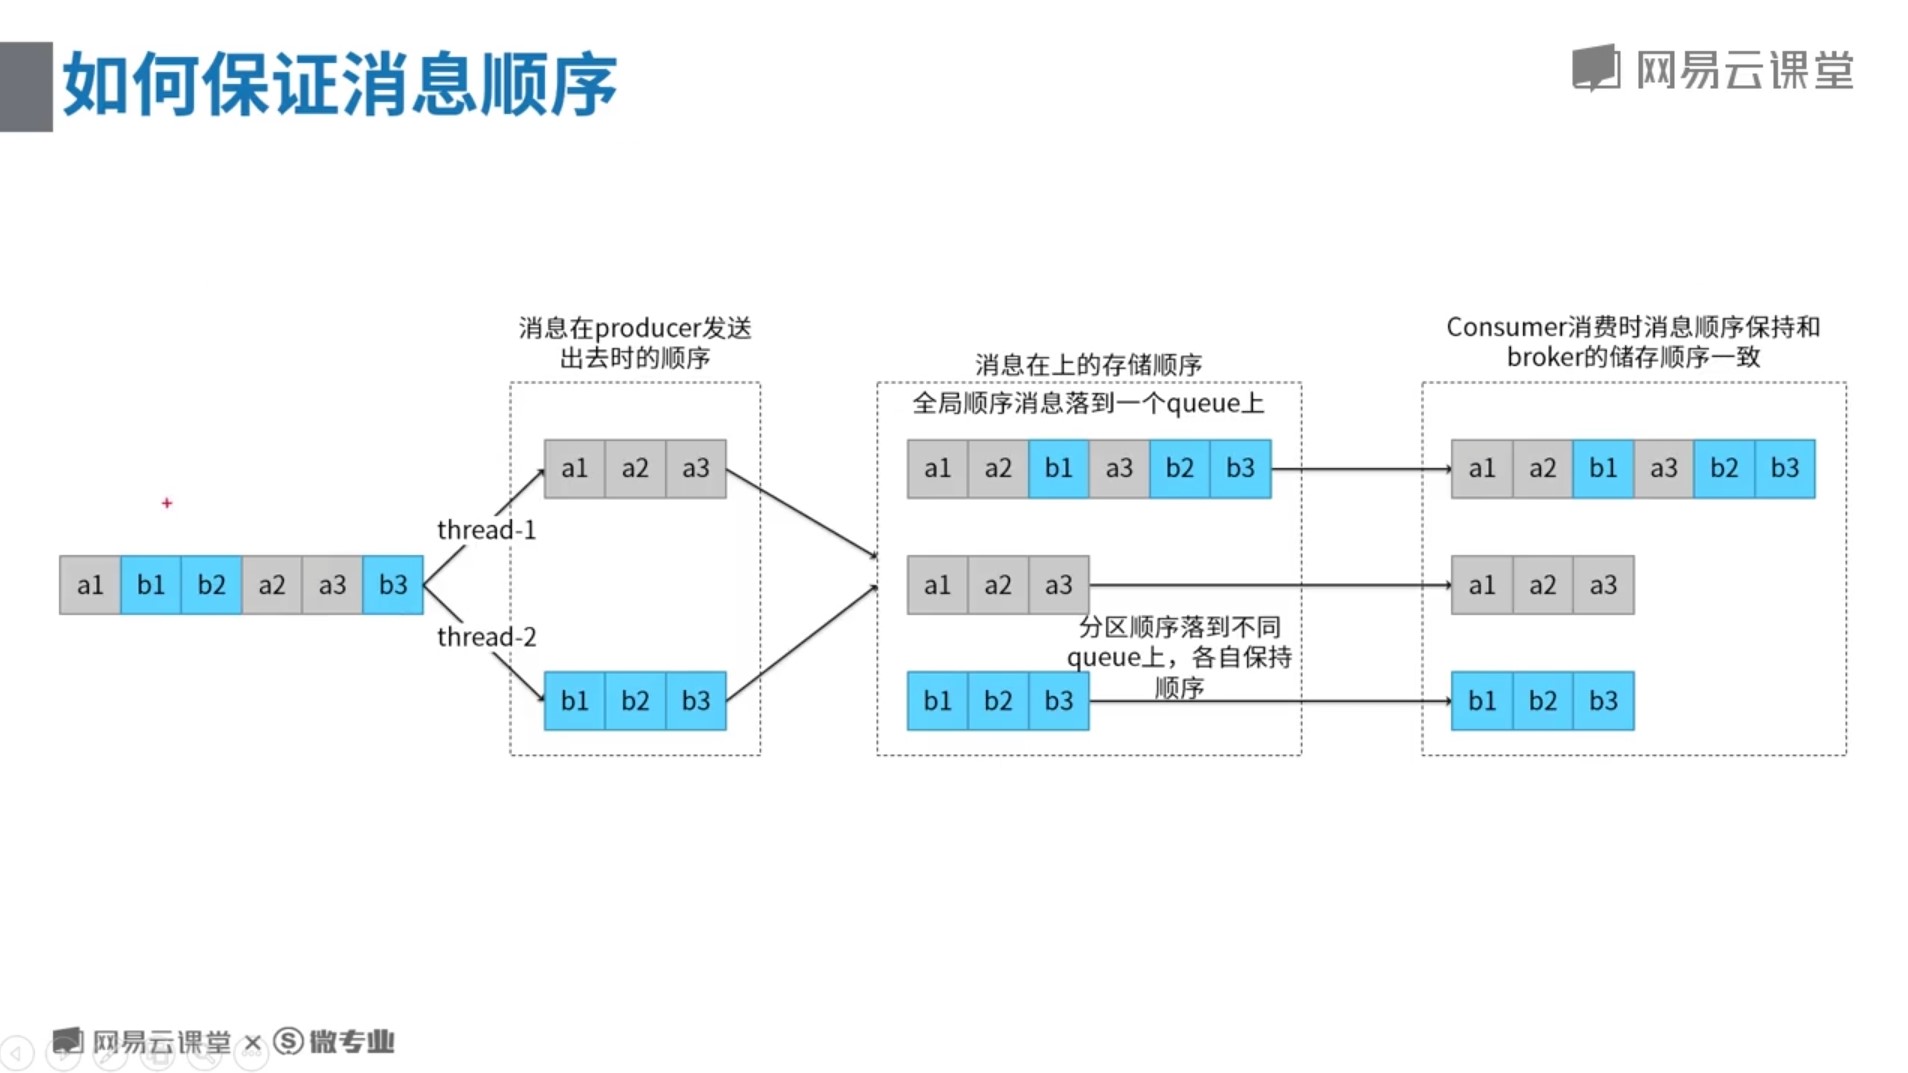 如何保证消息顺序
网易云课堂
消息在producer发送
出去时的顺序
消息在上的存储顺序
Consumer消费时消息顺序保持和
broker的储存顺序一致
全局顺序消息落到一个queue上
a1 a2 a3
a1 a2 b1 a3 b2 b3
a1 a2 b1 a3 b2 b3
thread-1
a1 b1 b2 a2 a3 b3
a1 a2 a3
a1 a2 a3
thread-2
分区顺序落到不同
queue上，各自保持
顺序
b1 b2 b3
b1 b2 b3
b1 b2 b3
网易云课堂 × S 微专业